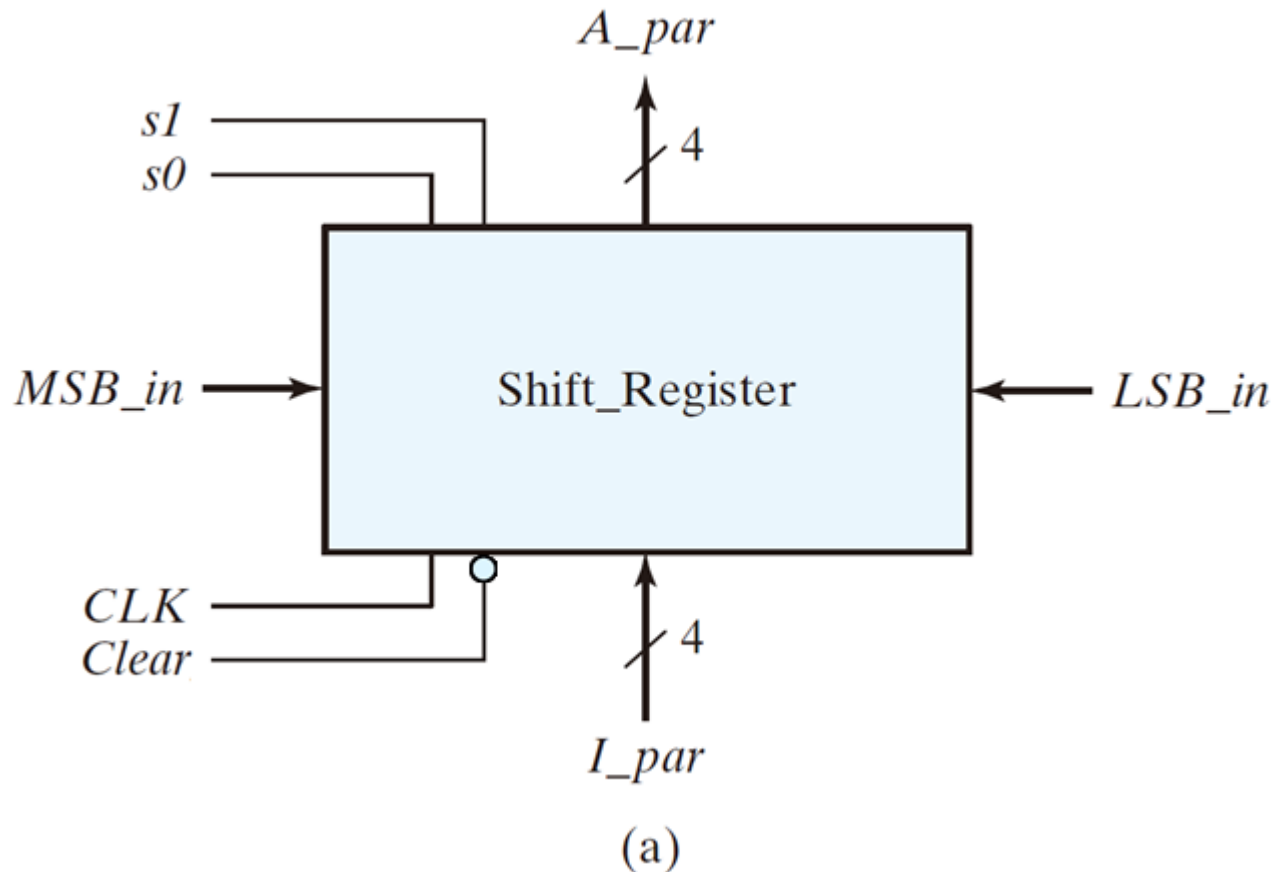 A_par
s1
4
s0
MSB_in
Shift_Register
LSB_in
CLK
4
Clear
I_par
(a)